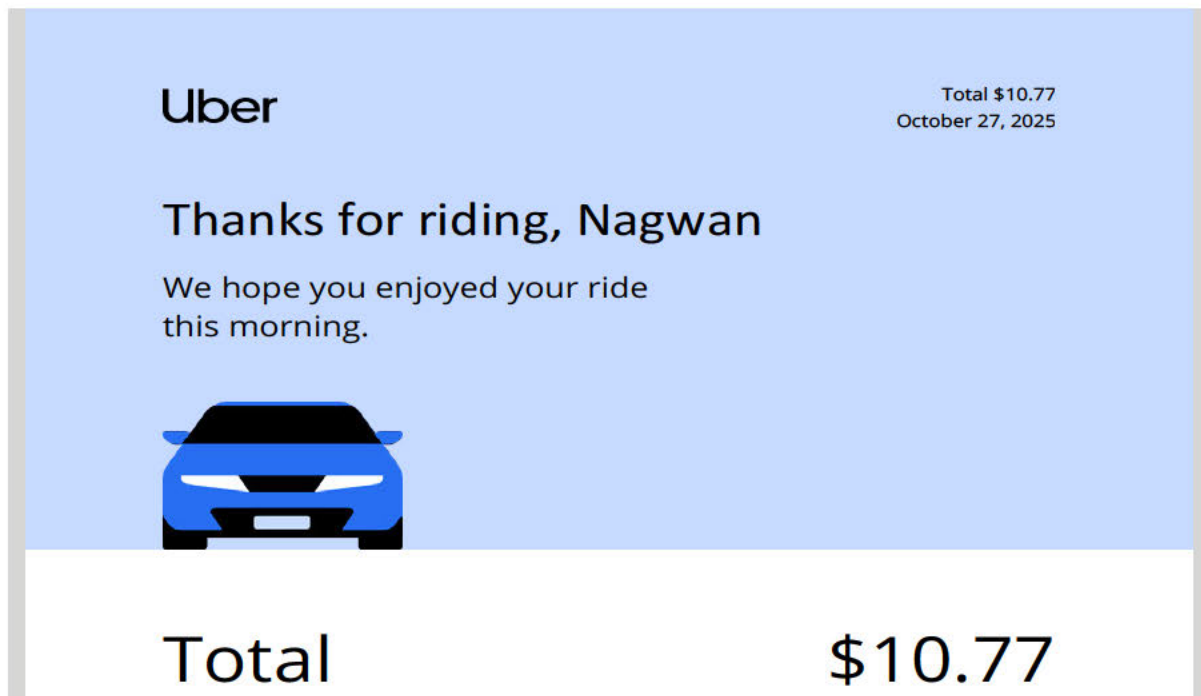 Uber
Total $10.77
October 27, 2025
Thanks for riding, Nagwan
We hope you enjoyed your ride
this morning.
Total $10.77